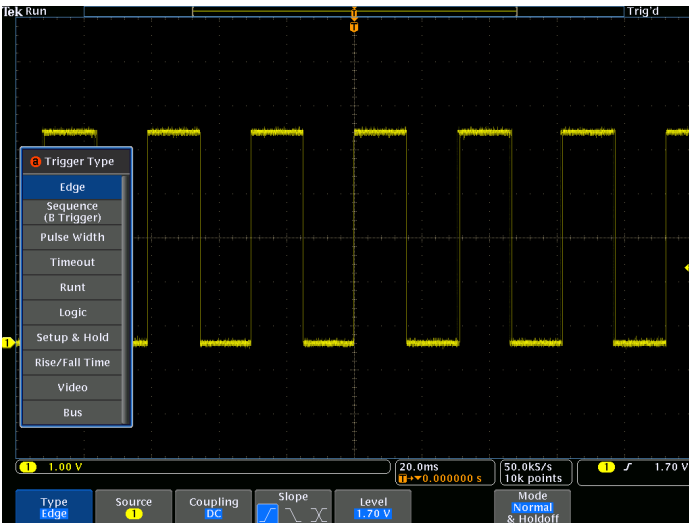 Tek Run
Trig'd
T
a Trigger Type
Edge
Sequence
(B Trigger)
Pulse Width
Timeout
Runt
Logic
Setup & Hold
Rise/Fall Time
Video
Bus
1
1 1.00 V
20.0ms
T→▼0.000000 s
50.0kS/s
10k points
1 1.70 V
Type
Edge
Source
1
Coupling
DC
Slope
Level
1.70 V
Mode
Normal
& Holdoff